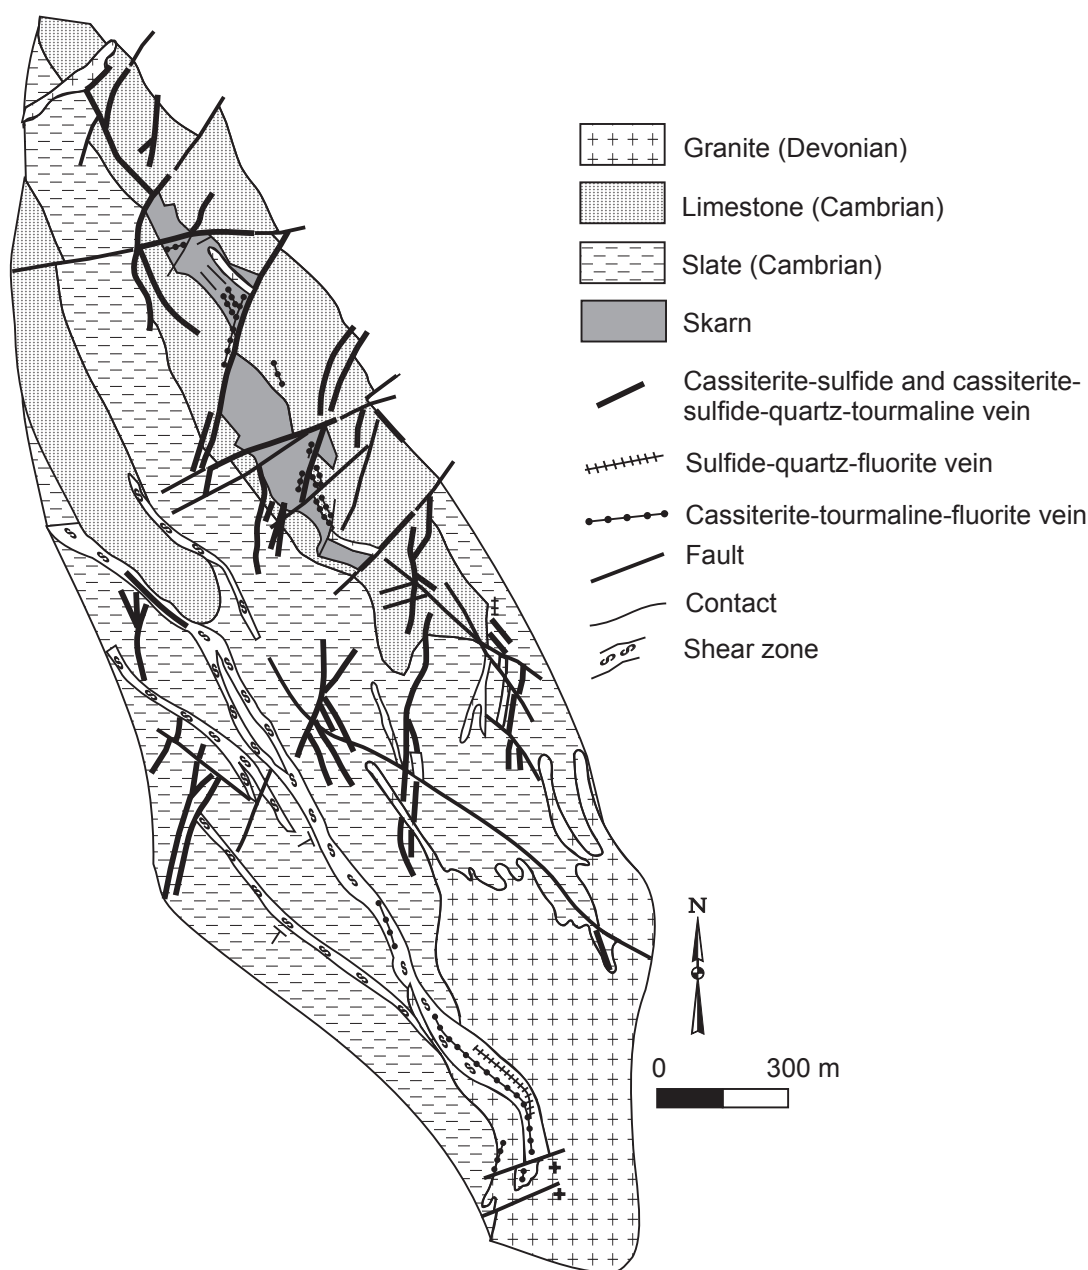 Granite (Devonian)
Limestone (Cambrian)
Slate (Cambrian)
Skarn
Cassiterite-sulfide and cassiterite-
sulfide-quartz-tourmaline vein
Sulfide-quartz-fluorite vein
Cassiterite-tourmaline-fluorite vein
Fault
Contact
Shear zone
N
0 300 m